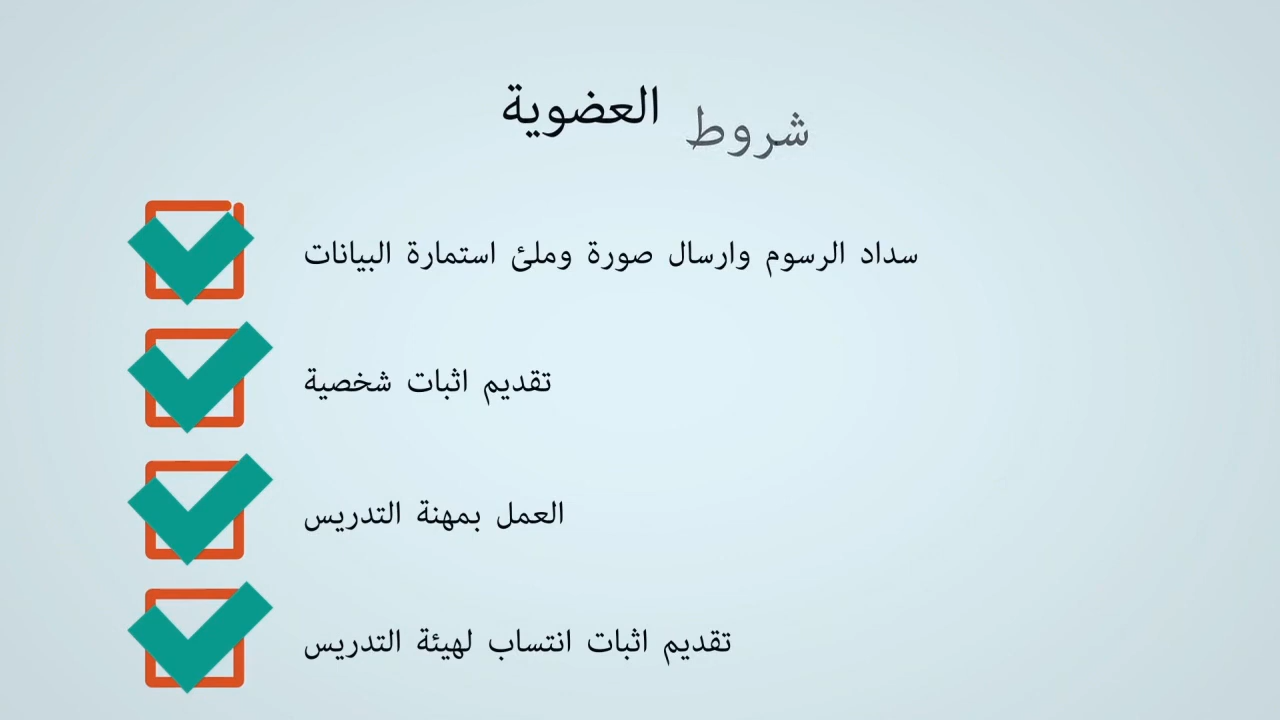 شروط العضوية
سداد الرسوم وارسال صورة وملئ استمارة البيانات
تقديم اثبات شخصية
العمل بمهنة التدريس
تقديم اثبات انتساب لهيئة التدريس